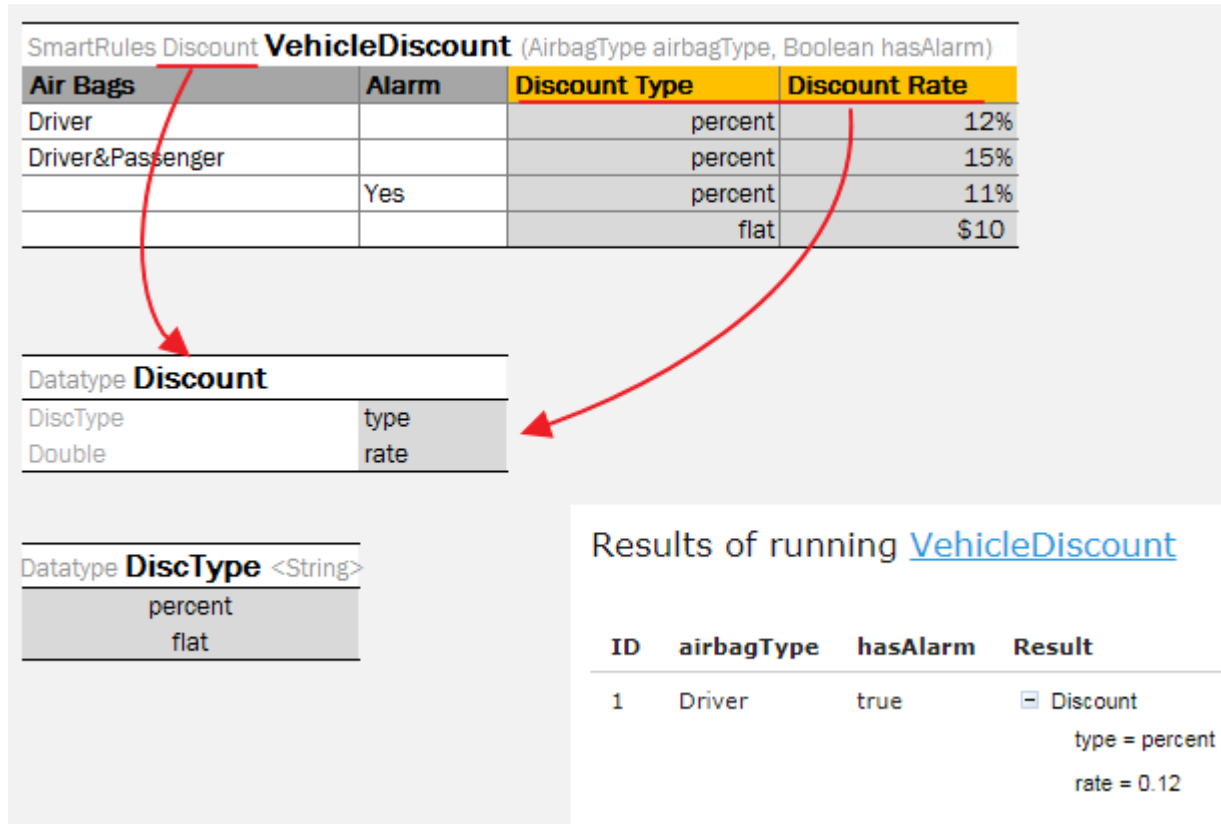 SmartRules Discount VehicleDiscount (AirbagType airbagType, Boolean hasAlarm)
Air Bags Alarm Discount Type Discount Rate
Driver percent 12%
Driver&Passenger percent 15%
Yes percent 11%
flat $10
Datatype Discount
DiscType type
Double rate
Datatype DiscType <String>
percent
flat
Results of running VehicleDiscount
ID airbagType hasAlarm Result
1 Driver true Discount
type = percent
rate = 0.12